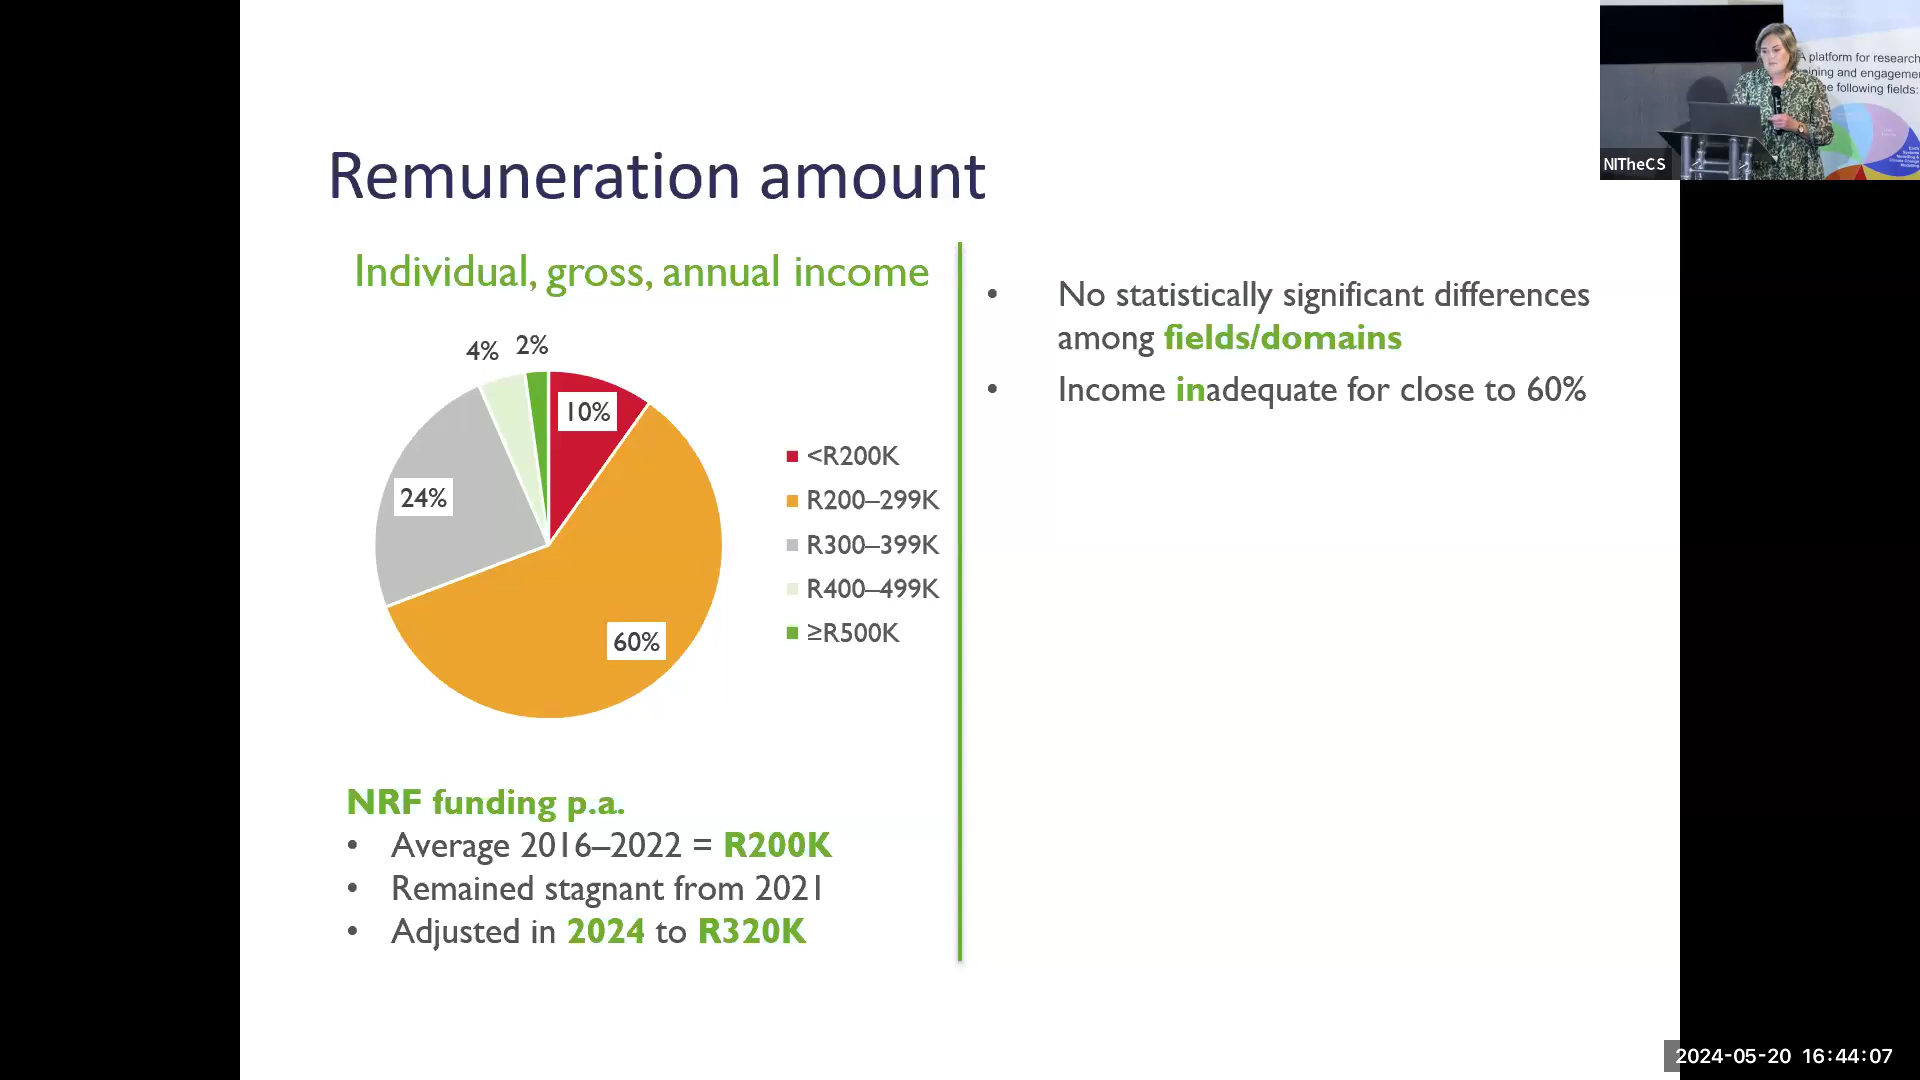 Remuneration amount
Individual, gross, annual income
4%
2%
10%
24%
60%
<R200K
R200–299K
R300–399K
R400–499K
≥R500K
NRF funding p.a.
• Average 2016–2022 = R200K
• Remained stagnant from 2021
• Adjusted in 2024 to R320K
• No statistically significant differences
among fields/domains
• Income inadequate for close to 60%
A platform for research
and engagement
following fields:
NITheCS
2024-05-20 16:44:07